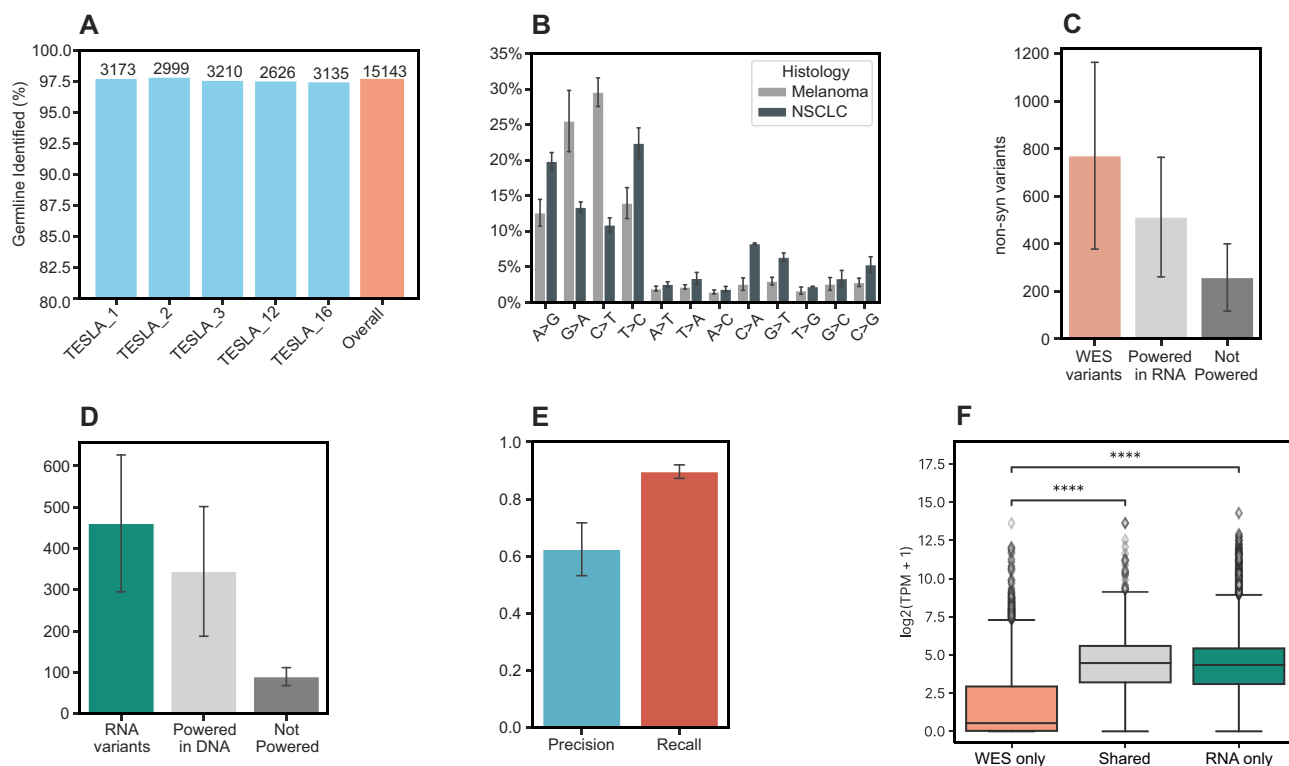 A
Germline Identified (%)
100.0
97.5
95.0
92.5
90.0
87.5
85.0
82.5
80.0
3173 2999 3210 2626 3135 15143
TESLA_1 TESLA_2 TESLA_3 TESLA_12 TESLA_16 Overall
B
35%
30%
25%
20%
15%
10%
5%
0%
Histology
Melanoma
NSCLC
A>G G>A C>T T>C A>T T>A A>C C>A G>T T>G G>C C>G
C
non-syn variants
1200
1000
800
600
400
200
0
WES Powered Not
variants in RNA Powered
D
600
500
400
300
200
100
0
RNA Powered Not
variants in DNA Powered
E
1.0
0.8
0.6
0.4
0.2
0.0
Precision Recall
F
log2(TPM + 1)
17.5
15.0
12.5
10.0
7.5
5.0
2.5
0.0
****
****
WES only Shared RNA only